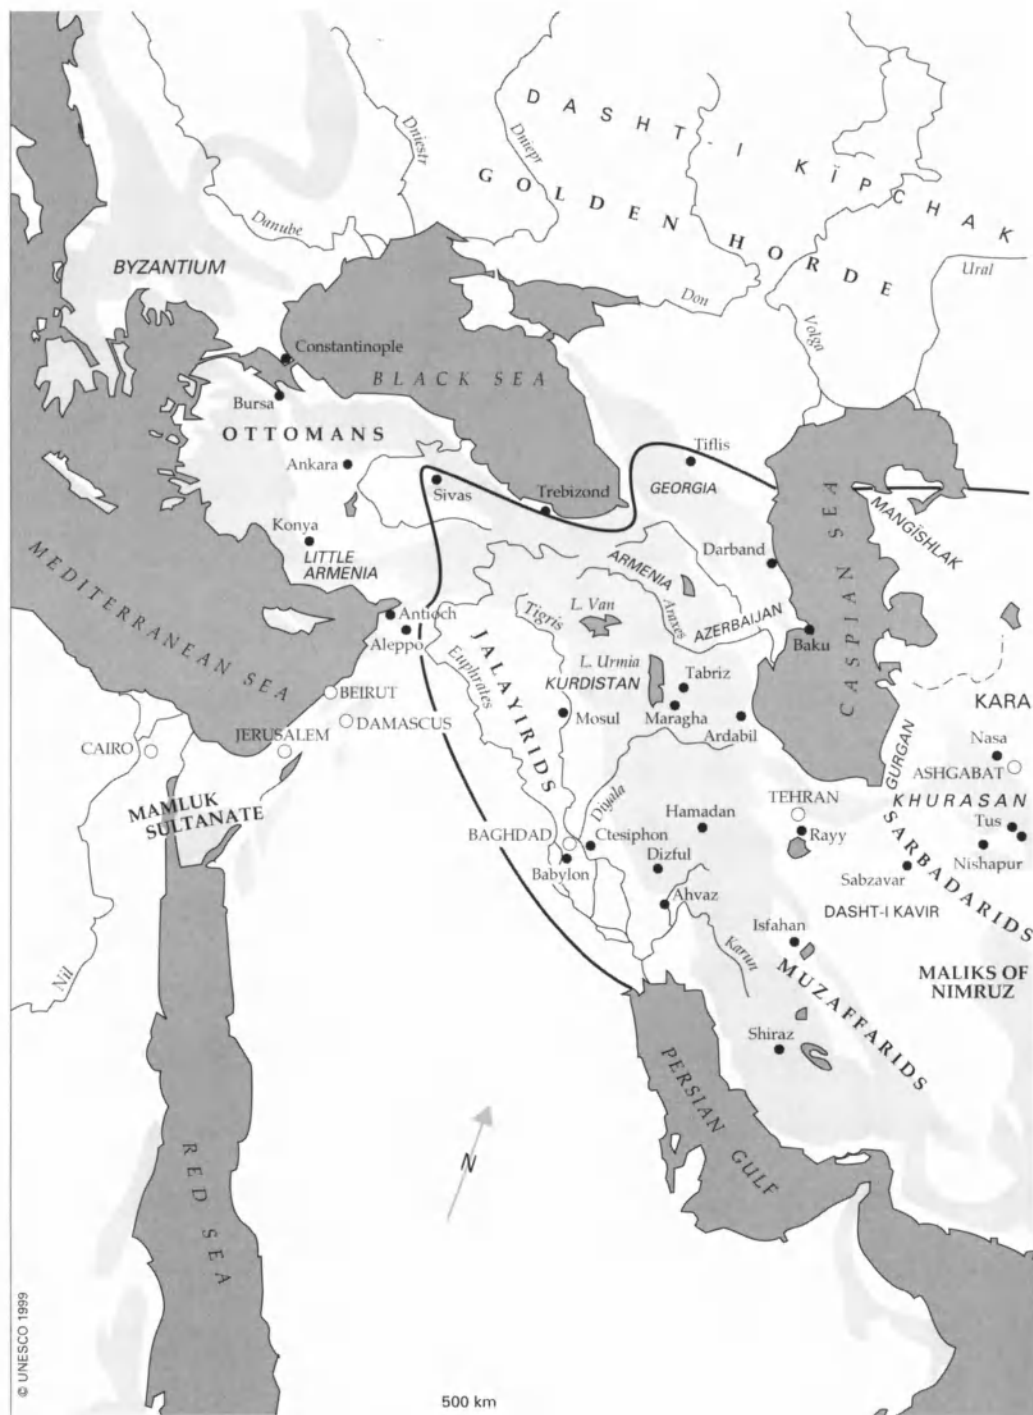 DASHT-I KÏPCHAK
GOLDEN HORDE
Dniestr
Dniepr
Danube
Don
Volga
Ural
BYZANTIUM
Constantinople
BLACK SEA
Bursa
OTTOMANS
Ankara
Sivas
Trebizond
Tiflis
GEORGIA
CASPIAN SEA
MANGÏSHLAK
Konya
LITTLE
ARMENIA
ARMENIA
Darband
MEDITERRANEAN SEA
Antioch
Aleppo
Tigris
L. Van
Araxes
AZERBAIJAN
Baku
JALAYIRIDS
Euphrates
L. Urmia
KURDISTAN
Tabriz
Maragha
Ardabil
Mosul
BEIRUT
DAMASCUS
JERUSALEM
CAIRO
KARA
Nasa
ASHGABAT
GURGAN
KHURASAN
MAMLUK
SULTANATE
Diyala
Hamadan
TEHRAN
Rayy
SARBADARIDS
Tus
Nishapur
Sabzavar
BAGHDAD
Ctesiphon
Babylon
Dizful
Ahvaz
DASHT-I KAVIR
Isfahan
Karun
MUZAFFARIDS
MALIKS OF
NIMRUZ
Nil
Shiraz
PERSIAN GULF
RED SEA
N
© UNESCO 1999
500 km